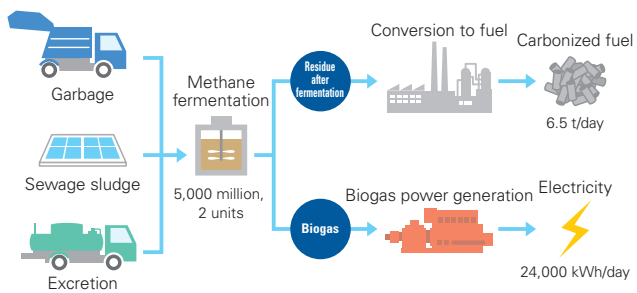 Garbage
Sewage sludge
Excretion
Methane
fermentation
5,000 million,
2 units
Residue
after
fermentation
Conversion to fuel
Carbonized fuel
6.5 t/day
Biogas
Biogas power generation
Electricity
24,000 kWh/day